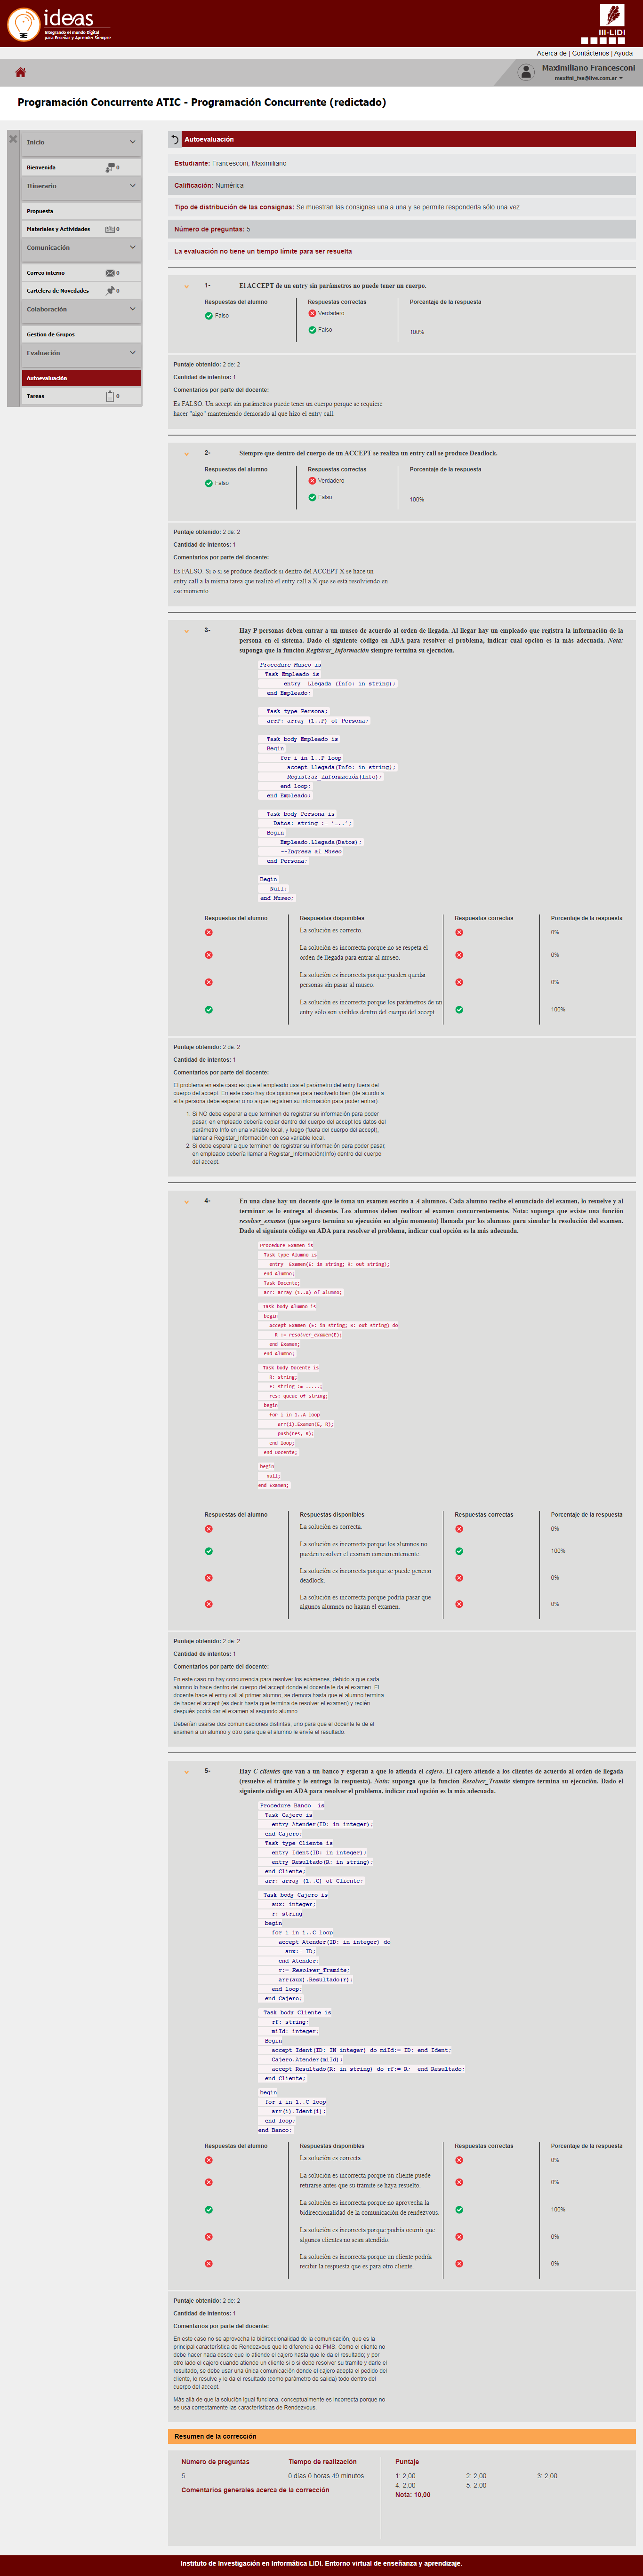 ideas
Integrando el mundo Digital
para Enseñar y aprender Siempre
III-LIDI
Acerca de | Contáctenos | Ayuda
Maximiliano Francesconi
maxthi_fsa@live.com.ar
Programación Concurrente ATIC - Programación Concurrente (redictado)
Inicio
Bienvenida 0
Itinerario
Propuesta
Materiales y Actividades 0
Comunicación
Correo interno 0
Cartelera de Novedades 0
Colaboración
Gestion de Grupos
Evaluación
Autoevaluación
Tareas 0
Autoevaluación
Estudiante: Francesconi, Maximiliano
Calificación: Numérica
Tipo de distribución de las consignas: Se muestran las consignas una a una y se permite responderla sólo una vez
Número de preguntas: 5
La evaluación no tiene un tiempo límite para ser resuelta
1- El ACCEPT de un entry sin parámetros no puede tener un cuerpo.
Respuestas del alumno Respuestas correctas Porcentaje de la respuesta
Falso Verdadero
Falso 100%
Puntaje obtenido: 2 de: 2
Cantidad de intentos: 1
Comentarios por parte del docente:
Es FALSO. Un accept sin parámetros puede tener un cuerpo porque se requiere
hacer "algo" manteniendo demorado al que hizo el entry call.
2- Siempre que dentro del cuerpo de un ACCEPT se realiza un entry call se produce Deadlock.
Respuestas del alumno Respuestas correctas Porcentaje de la respuesta
Falso Verdadero
Falso 100%
Puntaje obtenido: 2 de: 2
Cantidad de intentos: 1
Comentarios por parte del docente:
Es FALSO. Si o si se produce deadlock si dentro del ACCEPT X se hace un
entry call a la misma tarea que realizó el entry call a X que se está resolviendo en
ese momento.
3- Hay P personas deben entrar a un museo de acuerdo al orden de llegada. Al llegar hay un empleado que registra la información de la
persona en el sistema. Dado el siguiente código en ADA para resolver el problema, indicar cual opción es la más adecuada. Nota:
suponga que la función Registrar_Información siempre termina su ejecución.
Procedure Museo is
Task Empleado is
entry Llegada (Info: in string);
end Empleado;
Task type Persona;
arrP: array (1..P) of Persona;
Task body Empleado is
Begin
for i in 1..P loop
accept Llegada(Info: in string);
Registrar_Información(Info);
end loop;
end Empleado;
Task body Persona is
Datos: string := '...';
Begin
Empleado.Llegada(Datos);
--Ingresa al Museo
end Persona;
Begin
Null;
end Museo;
Respuestas del alumno Respuestas disponibles Respuestas correctas Porcentaje de la respuesta
La solución es correcto. 0%
La solución es incorrecta porque no se respeta el
orden de llegada para entrar al museo. 0%
La solución es incorrecta porque pueden quedar
personas sin pasar al museo. 0%
La solución es incorrecta porque los parámetros de un
entry sólo son visibles dentro del cuerpo del accept. 100%
Puntaje obtenido: 2 de: 2
Cantidad de intentos: 1
Comentarios por parte del docente:
El problema en este caso es que el empleado usa el parámetro del entry fuera del
cuerpo del accept. En este caso hay dos opciones para resolverlo bien (de acuerdo a
si la persona debe esperar o no a que registren su información para poder entrar):
1. Si NO debe esperar a que terminen de registrar su información para poder
pasar, en empleado debería copiar dentro del cuerpo del accept los datos del
parámetro Info en una variable local, y luego (fuera del cuerpo del accept),
llamar a Registar_Información con esa variable local.
2. Si debe esperar a que terminen de registrar su información para poder pasar,
en empleado debería llamar a Registar_Información(Info) dentro del cuerpo
del accept.
4- En una clase hay un docente que le toma un examen escrito a A alumnos. Cada alumno recibe el enunciado del examen, lo resuelve y al
terminar se lo entrega al docente. Los alumnos deben realizar el examen concurrentemente. Nota: suponga que existe una función
resolver_examen (que seguro termina su ejecución en algún momento) llamada por los alumnos para simular la resolución del examen.
Dado el siguiente código en ADA para resolver el problema, indicar cual opción es la más adecuada.
Procedure Examen is
Task type Alumno is
entry Examen(E: in string; R: out string);
end Alumno;
Task Docente;
arr: array (1..A) of Alumno;
Task body Alumno is
begin
Accept Examen (E: in string; R: out string) do
R := resolver_examen(E);
end Examen;
end Alumno;
Task body Docente is
R: string;
E: string := .....;
res: queue of string;
begin
for i in 1..A loop
arr(i).Examen(E, R);
push(res, R);
end loop;
end Docente;
begin
null;
end Examen;
Respuestas del alumno Respuestas disponibles Respuestas correctas Porcentaje de la respuesta
La solución es correcta. 0%
La solución es incorrecta porque los alumnos no
pueden resolver el examen concurrentemente. 100%
La solución es incorrecta porque se puede generar
deadlock. 0%
La solución es incorrecta porque podría pasar que
algunos alumnos no hagan el examen. 0%
Puntaje obtenido: 2 de: 2
Cantidad de intentos: 1
Comentarios por parte del docente:
En este caso no hay concurrencia para resolver los exámenes, debido a que cada
alumno lo hace dentro del cuerpo del accept donde el docente le da el examen. El
docente hace el entry call al primer alumno, se demora hasta que el alumno termina
de hacer el accept (es decir hasta que termina de resolver el examen) y recién
después podrá dar el examen al segundo alumno.
Deberían usarse dos comunicaciones distintas, uno para que el docente le de el
examen a un alumno y otro para que el alumno le envíe el resultado.
5- Hay C clientes que van a un banco y esperan a que lo atienda el cajero. El cajero atiende a los clientes de acuerdo al orden de llegada
(resuelve el trámite y le entrega la respuesta). Nota: suponga que la función Resolver_Tramite siempre termina su ejecución. Dado el
siguiente código en ADA para resolver el problema, indicar cual opción es la más adecuada.
Procedure Banco is
Task Cajero is
entry Atender(ID: in integer);
end Cajero;
Task type Cliente is
entry Ident(ID: in integer);
entry Resultado(R: in string);
end Cliente;
arr: array (1..C) of Cliente;
Task body Cajero is
aux: integer;
r: string
begin
for i in 1..C loop
accept Atender(ID: in integer) do
aux:= ID;
end Atender;
r:= Resolver_Tramite;
arr(aux).Resultado(r);
end loop;
end Cajero;
Task body Cliente is
rf: string;
miId: integer;
Begin
accept Ident(ID: IN integer) do miId:= ID; end Ident;
Cajero.Atender(miId);
accept Resultado(R: in string) do rf:= R; end Resultado;
end Cliente;
begin
for i in 1..C loop
arr(i).Ident(i);
end loop;
end Banco;
Respuestas del alumno Respuestas disponibles Respuestas correctas Porcentaje de la respuesta
La solución es correcta. 0%
La solución es incorrecta porque un cliente puede
retirarse antes que su trámite se haya resuelto. 0%
La solución es incorrecta porque no aprovecha la
bidireccionalidad de la comunicación de rendezvous. 100%
La solución es incorrecta porque podría ocurrir que
algunos clientes no sean atendido. 0%
La solución es incorrecta porque un cliente podría
recibir la respuesta que es para otro cliente. 0%
Puntaje obtenido: 2 de: 2
Cantidad de intentos: 1
Comentarios por parte del docente:
En este caso no se aprovecha la bidireccionalidad de la comunicación, que es la
principal característica de Rendezvous que lo diferencia de PMS. Como el cliente no
debe hacer nada desde que lo atiende el cajero hasta que le da el resultado; y por
otro lado el cajero cuando atiende un cliente si o si debe resolver su tramite y darle el
resultado, se debe usar una única comunicación donde el cajero acepta el pedido del
cliente, lo resulve y le da el resultado (como parámetro de salida) todo dentro del
cuerpo del accept.
Más allá de que la solución igual funciona, conceptualmente es incorrecta porque no
se usa correctamente las características de Rendezvous.
Resumen de la corrección
Número de preguntas Tiempo de realización Puntaje
5 0 días 0 horas 49 minutos 1: 2,00 2: 2,00 3: 2,00
4: 2,00 5: 2,00
Comentarios generales acerca de la corrección Nota: 10,00
Instituto de Investigación en Informática LIDI. Entorno virtual de enseñanza y aprendizaje.